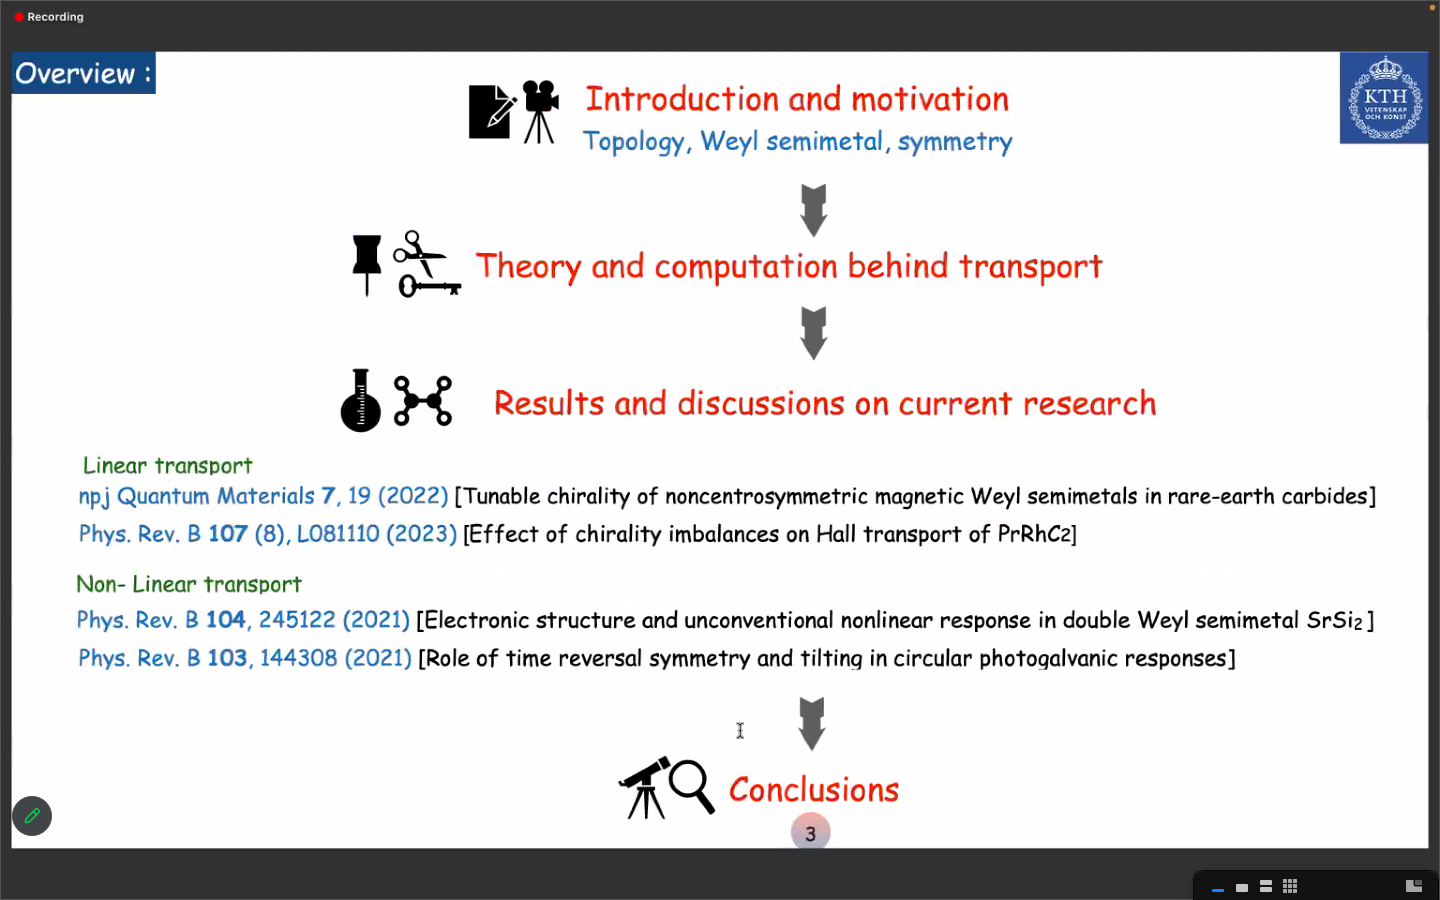 Recording
Overview :
Introduction and motivation
KTH
VETENSKAP
OCH KONST
Topology, Weyl semimetal, symmetry
Theory and computation behind transport
Results and discussions on current research
Linear transport
npj Quantum Materials 7, 19 (2022) [Tunable chirality of noncentrosymmetric magnetic Weyl semimetals in rare-earth carbides]
Phys. Rev. B 107 (8), L081110 (2023) [Effect of chirality imbalances on Hall transport of PrRhC2]
Non- Linear transport
Phys. Rev. B 104, 245122 (2021) [Electronic structure and unconventional nonlinear response in double Weyl semimetal SrSi2 ]
Phys. Rev. B 103, 144308 (2021) [Role of time reversal symmetry and tilting in circular photogalvanic responses]
Conclusions
3